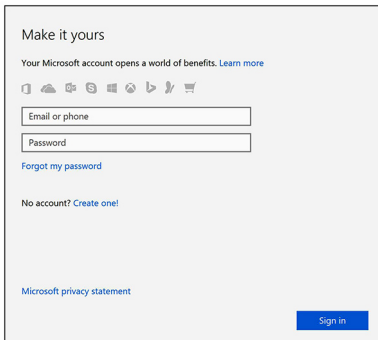 Make it yours
Your Microsoft account opens a world of benefits. Learn more
Email or phone
Password
Forgot my password
No account? Create one!
Microsoft privacy statement
Sign in